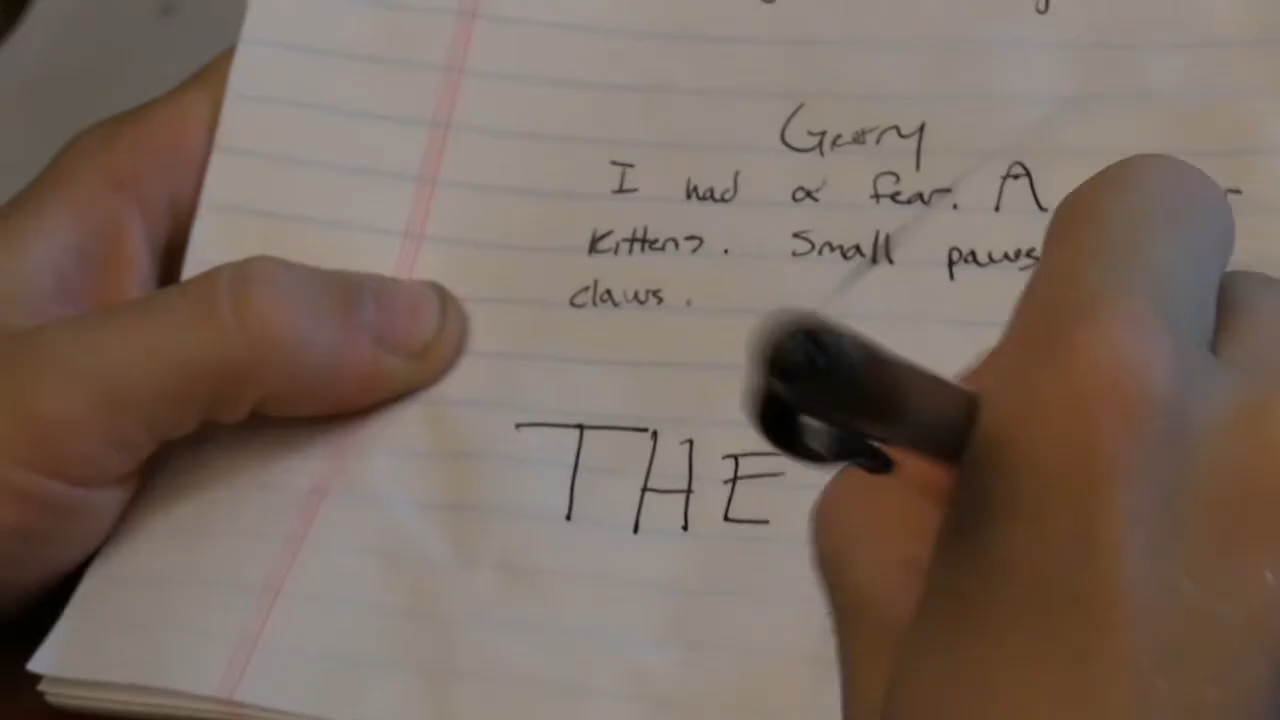 Gerry
I had a fear. A
Kittens. Small paws
claws.
THE